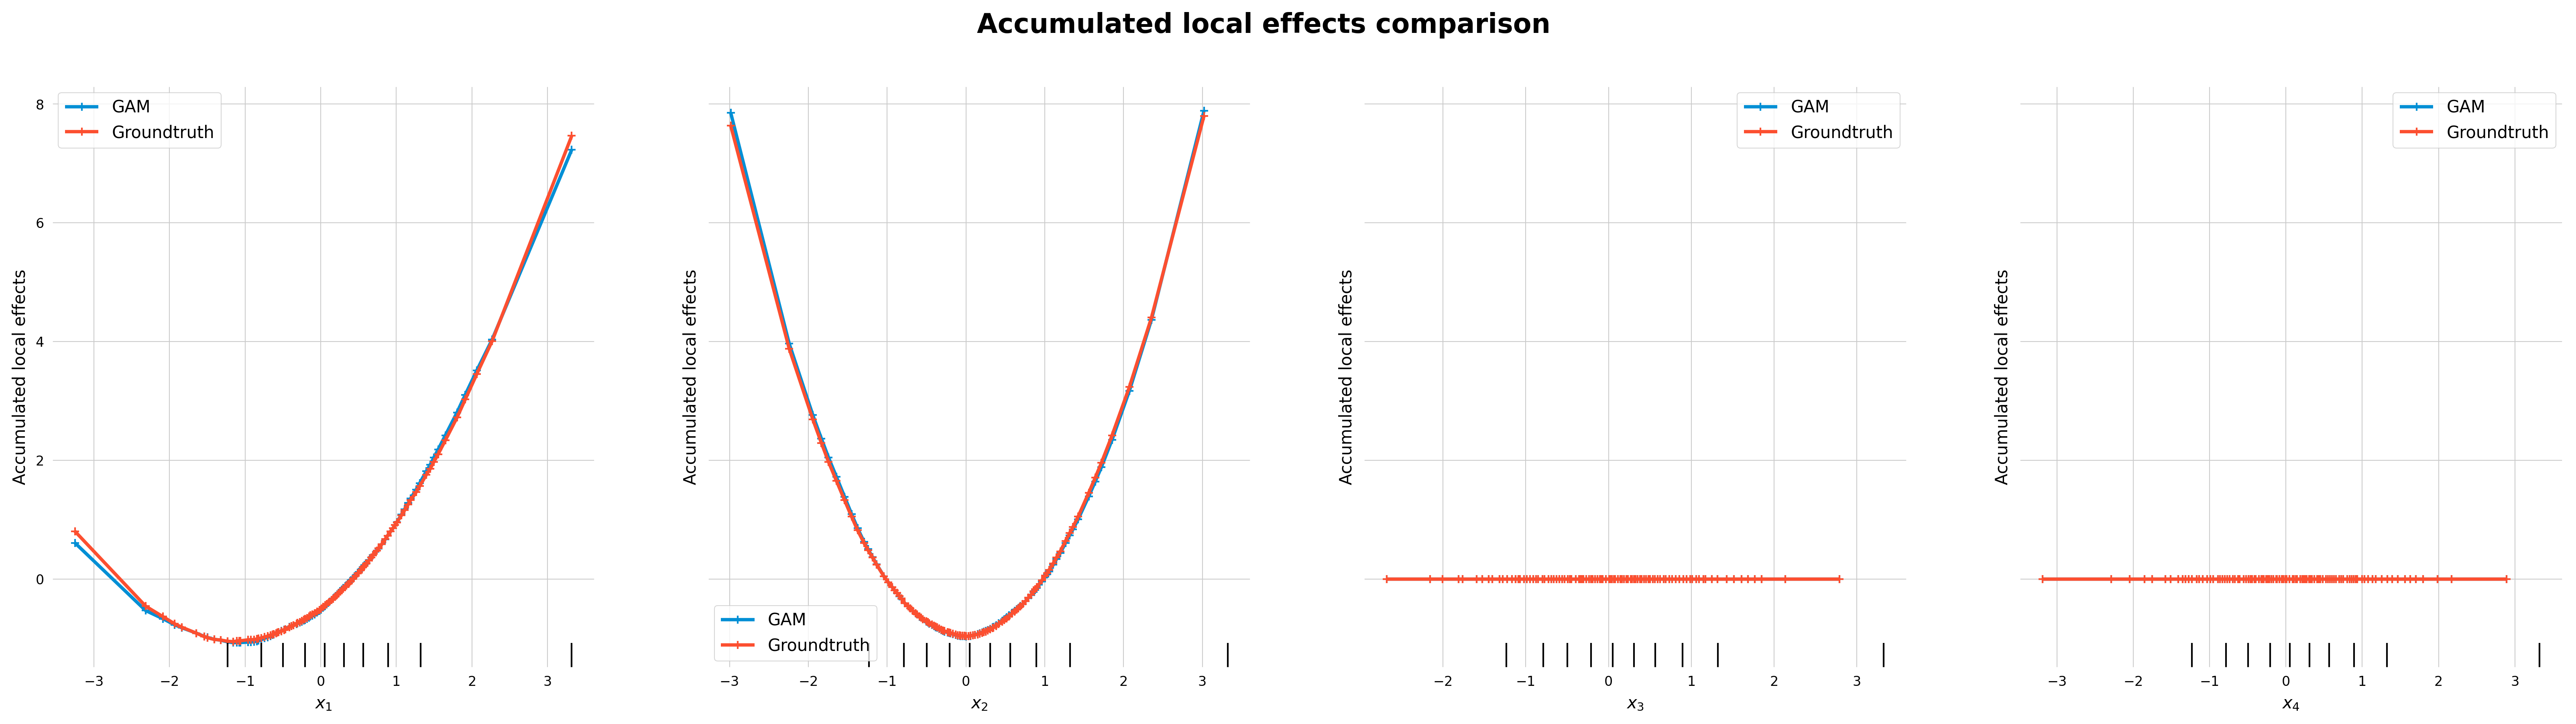 Accumulated local effects comparison
Accumulated local effects
8
6
4
2
0
GAM
Groundtruth
−3 −2 −1 0 1 2 3
x1
Accumulated local effects
GAM
Groundtruth
−3 −2 −1 0 1 2 3
x2
Accumulated local effects
GAM
Groundtruth
−2 −1 0 1 2 3
x3
Accumulated local effects
GAM
Groundtruth
−3 −2 −1 0 1 2 3
x4